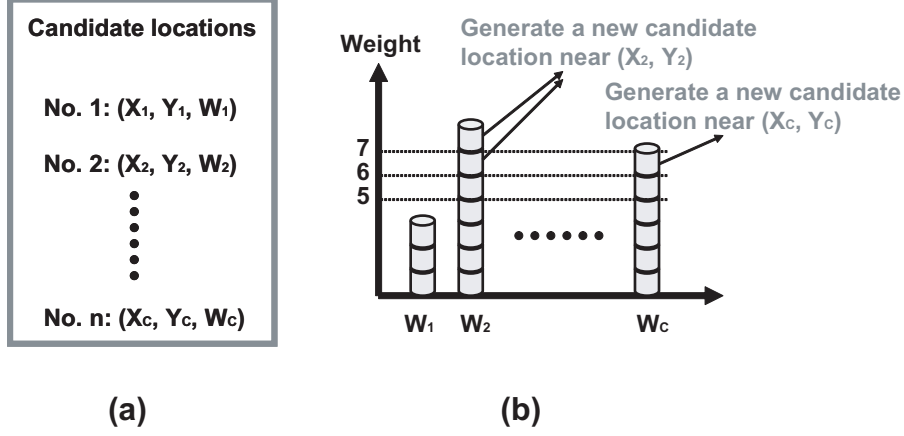 Candidate locations
No. 1: (X₁, Y₁, W₁)
No. 2: (X₂, Y₂, W₂)
No. n: (Xc, Yc, Wc)
(a)
Weight
Generate a new candidate
location near (X₂, Y₂)
Generate a new candidate
location near (Xc, Yc)
7
6
5
W₁
W₂
Wc
(b)